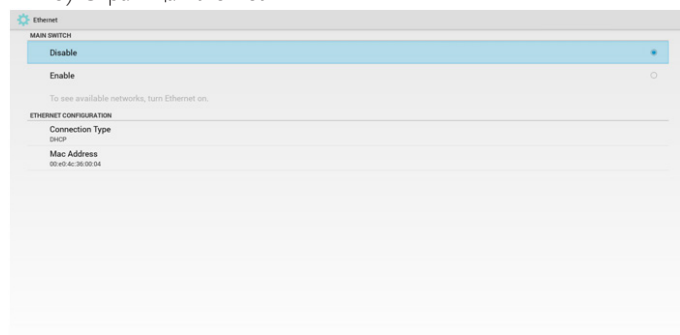 Ethernet
MAIN SWITCH
Disable
Enable
To see available networks, turn Ethernet on.
ETHERNET CONFIGURATION
Connection Type
DHCP
Mac Address
00:e0:4c:36:00:04